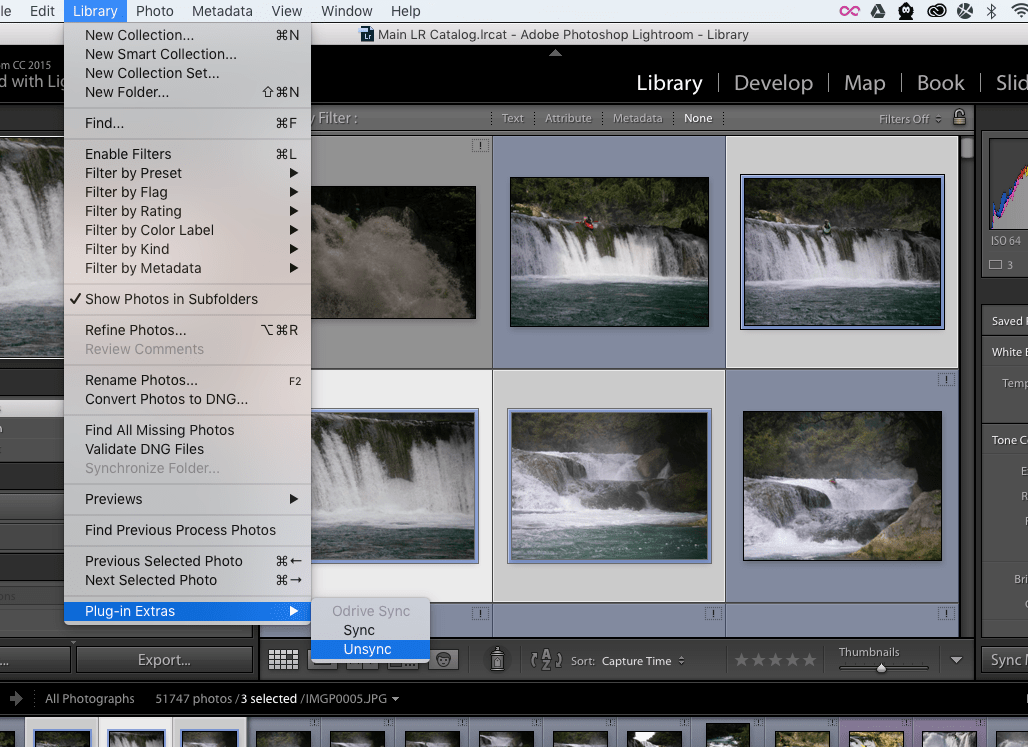 Edit Library Photo Metadata View Window Help
Main LR Catalog.lrcat - Adobe Photoshop Lightroom - Library
CC 2015
Library | Develop | Map | Book |
New Collection... ⌘N
New Smart Collection...
New Collection Set...
New Folder... ⇧⌘N
Find... ⌘F
Enable Filters ⌘L
Filter by Preset
Filter by Flag
Filter by Rating
Filter by Color Label
Filter by Kind
Filter by Metadata
✓ Show Photos in Subfolders
Refine Photos... ⌥⌘R
Review Comments
Rename Photos... F2
Convert Photos to DNG...
Find All Missing Photos
Validate DNG Files
Synchronize Folder...
Previews
Find Previous Process Photos
Previous Selected Photo ⌘←
Next Selected Photo ⌘→
Plug-in Extras
Odrive Sync
Sync
Unsync
Filter :
Text Attribute Metadata None
Filters Off
ISO 64
3
Saved
White
Tone
Export...
Sort: Capture Time
Thumbnails
Sync
All Photographs 51747 photos / 3 selected / IMGP0005.JPG